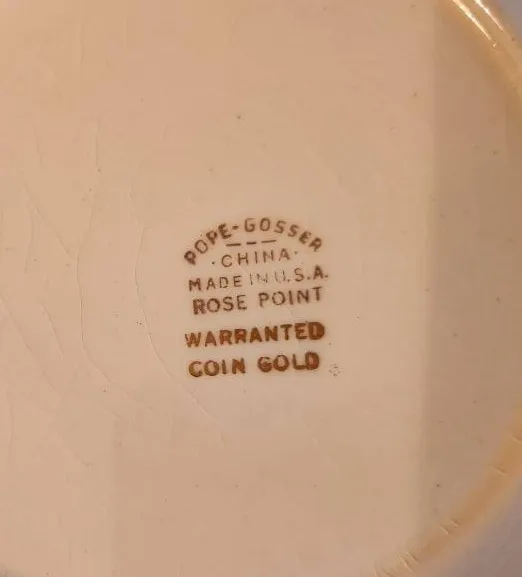 POPE-GOSSER
·CHINA·
MADE IN U.S.A.
ROSE POINT
WARRANTED
COIN GOLD